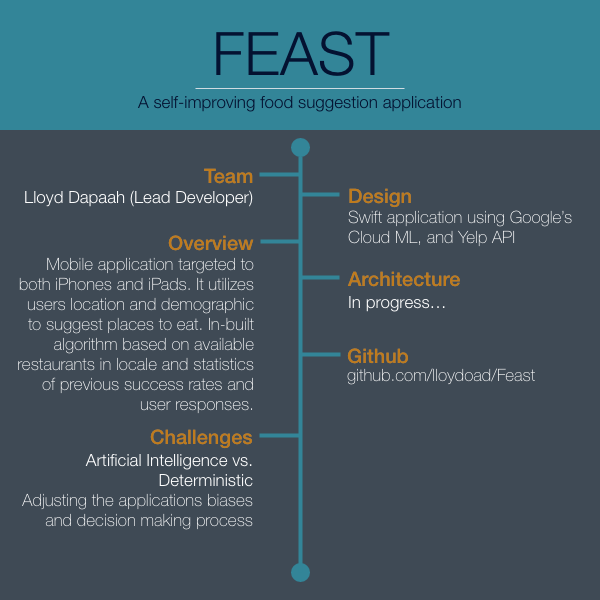 FEAST
A self-improving food suggestion application
Team
Lloyd Dapaah (Lead Developer)
Design
Swift application using Google's
Cloud ML, and Yelp API
Overview
Mobile application targeted to
both iPhones and iPads. It utilizes
users location and demographic
to suggest places to eat. In-built
algorithm based on available
restaurants in locale and statistics
of previous success rates and
user responses.
Architecture
In progress...
Github
github.com/lloydoad/Feast
Challenges
Artificial Intelligence vs.
Deterministic
Adjusting the applications biases
and decision making process